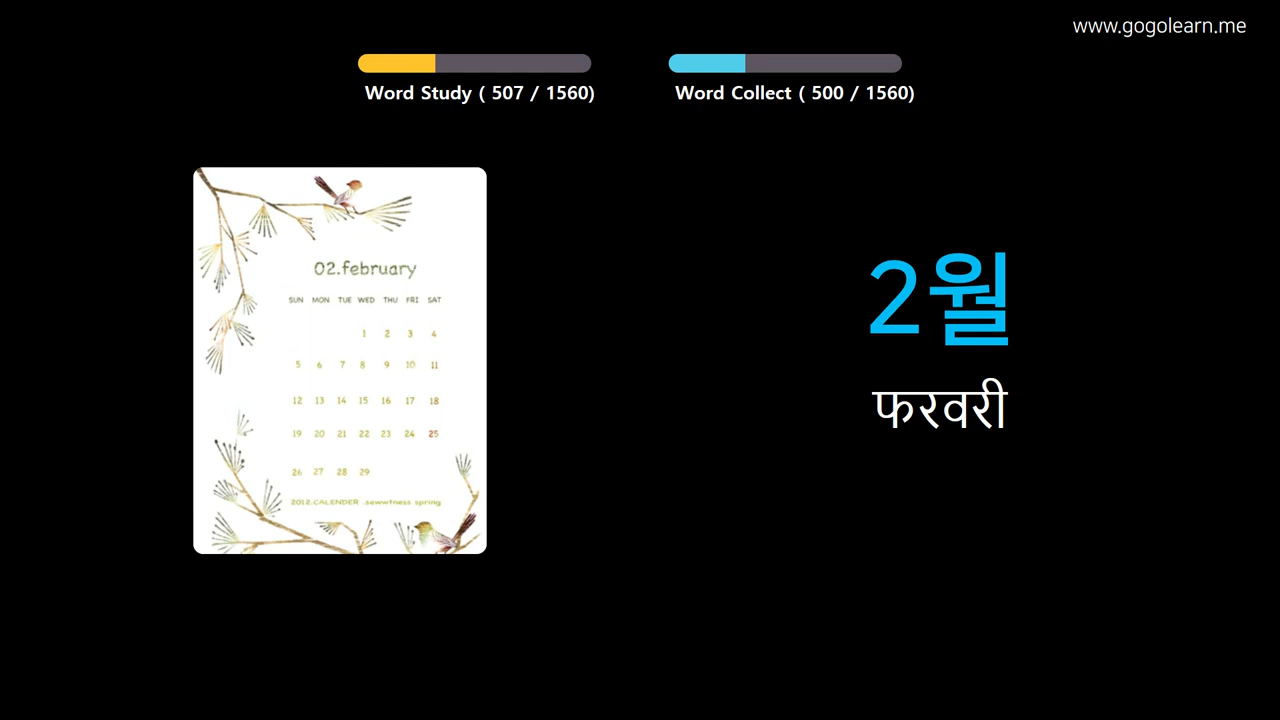 www.gogolearn.me
Word Study ( 507 / 1560)
Word Collect ( 500 / 1560)
02.february
SUN MON TUE WED THU FRI SAT
1 2 3 4
5 6 7 8 9 10 11
12 13 14 15 16 17 18
19 20 21 22 23 24 25
26 27 28 29
2012.CALENDER .sewwtness spring
2월
फरवरी